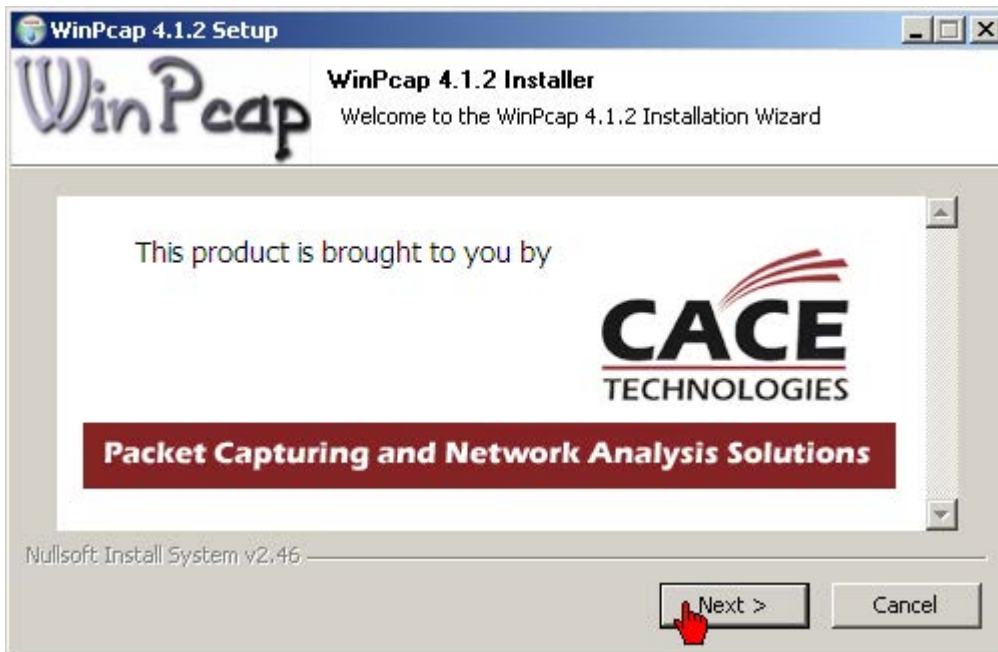 WinPcap 4.1.2 Setup
WinPcap
WinPcap 4.1.2 Installer
Welcome to the WinPcap 4.1.2 Installation Wizard
This product is brought to you by
CACE
TECHNOLOGIES
Packet Capturing and Network Analysis Solutions
Nullsoft Install System v2.46
Next >
Cancel